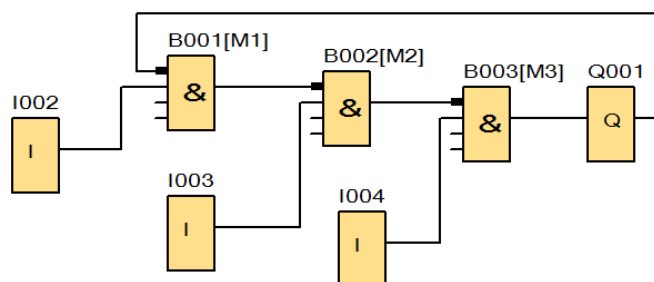 B001[M1]
B002[M2]
B003[M3] Q001
I002
&
&
&
Q
I
I003
I004
I
I